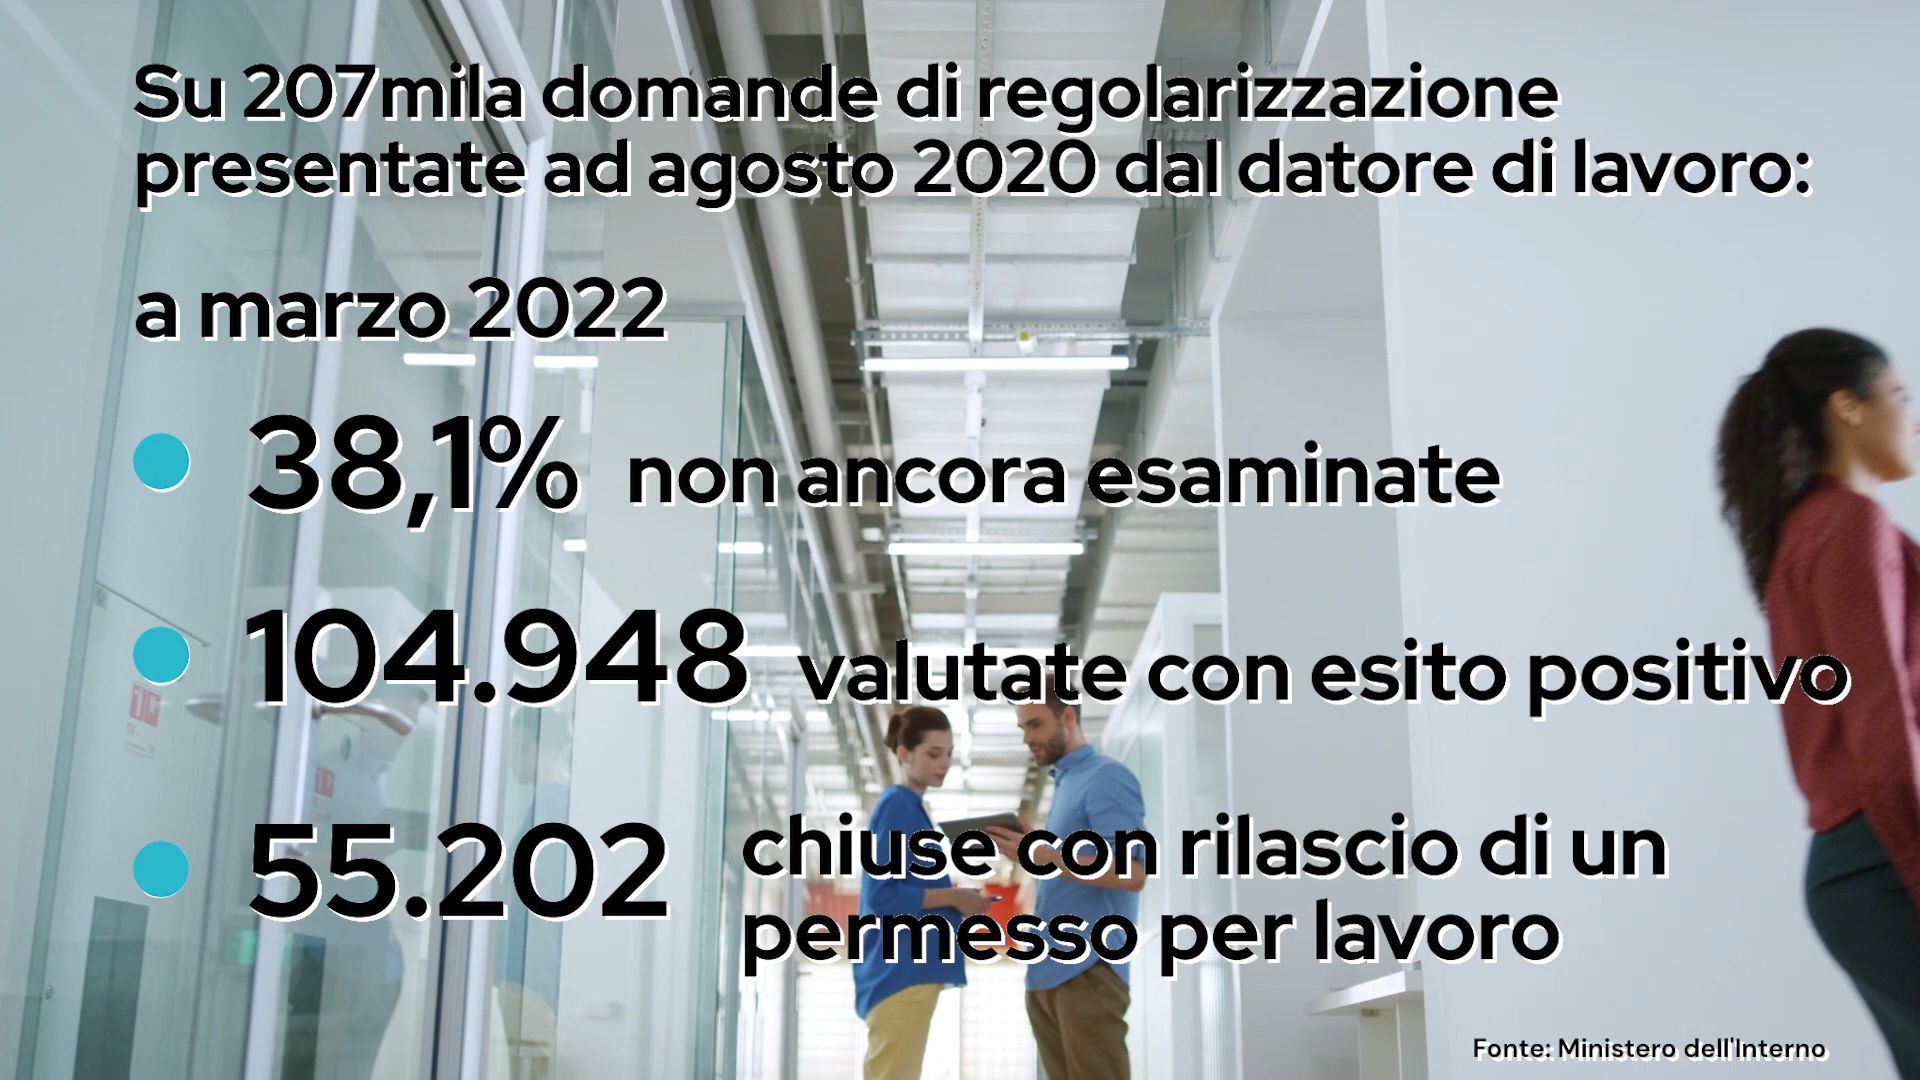 Su 207mila domande di regolarizzazione
presentate ad agosto 2020 dal datore di lavoro:
a marzo 2022
38,1% non ancora esaminate
104.948 valutate con esito positivo
55.202 chiuse con rilascio di un
permesso per lavoro
Fonte: Ministero dell'Interno